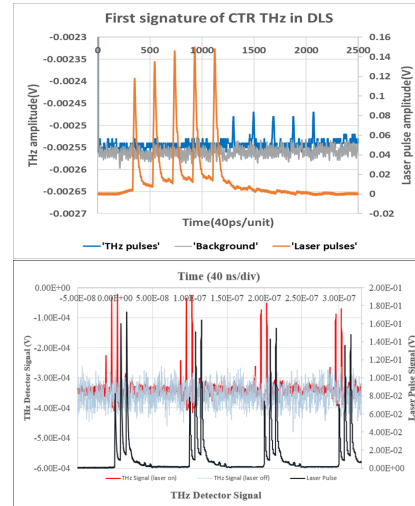 First signature of CTR THz in DLS
-0.0023
-0.0024
-0.00245
-0.0025
-0.00255
-0.0026
-0.00265
-0.0027
THz amplitude(V)
0 500 1000 1500 2000 2500
0.16
0.14
0.12
0.1
0.08
0.06
0.04
0.02
0
-0.02
Laser pulse amplitude(V)
Time(40ps/unit)
'THz pulses' 'Background' 'Laser pulses'
Time (40 ns/div)
-5.00E-08 0.00E+00 5.00E-08 1.00E-07 1.50E-07 2.00E-07 2.50E-07 3.00E-07
0.00E+00
-1.00E-04
-2.00E-04
-3.00E-04
-4.00E-04
-5.00E-04
-6.00E-04
THz Detector Signal (V)
2.00E-01
1.80E-01
1.60E-01
1.40E-01
1.20E-01
1.00E-01
8.00E-02
6.00E-02
4.00E-02
2.00E-02
0.00E+00
Laser Pulse Signal (V)
THz Signal (laser on) THz Signal (laser off) Laser Pulse
THz Detector Signal